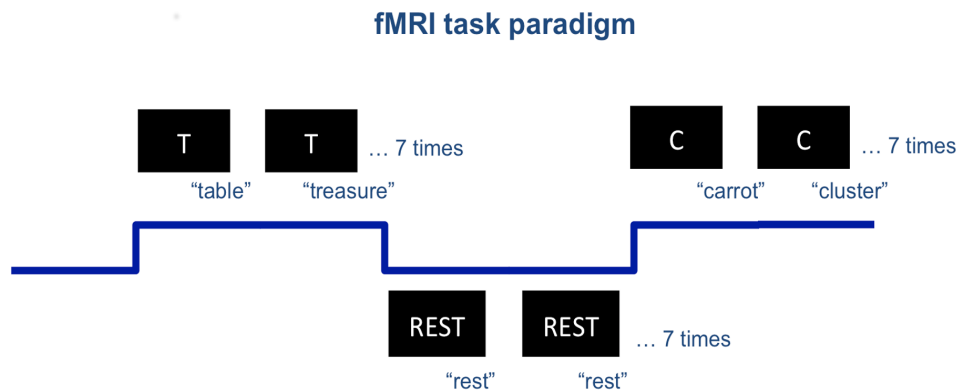 fMRI task paradigm
T T … 7 times
“table” “treasure”
C C … 7 times
“carrot” “cluster”
REST REST … 7 times
“rest” “rest”